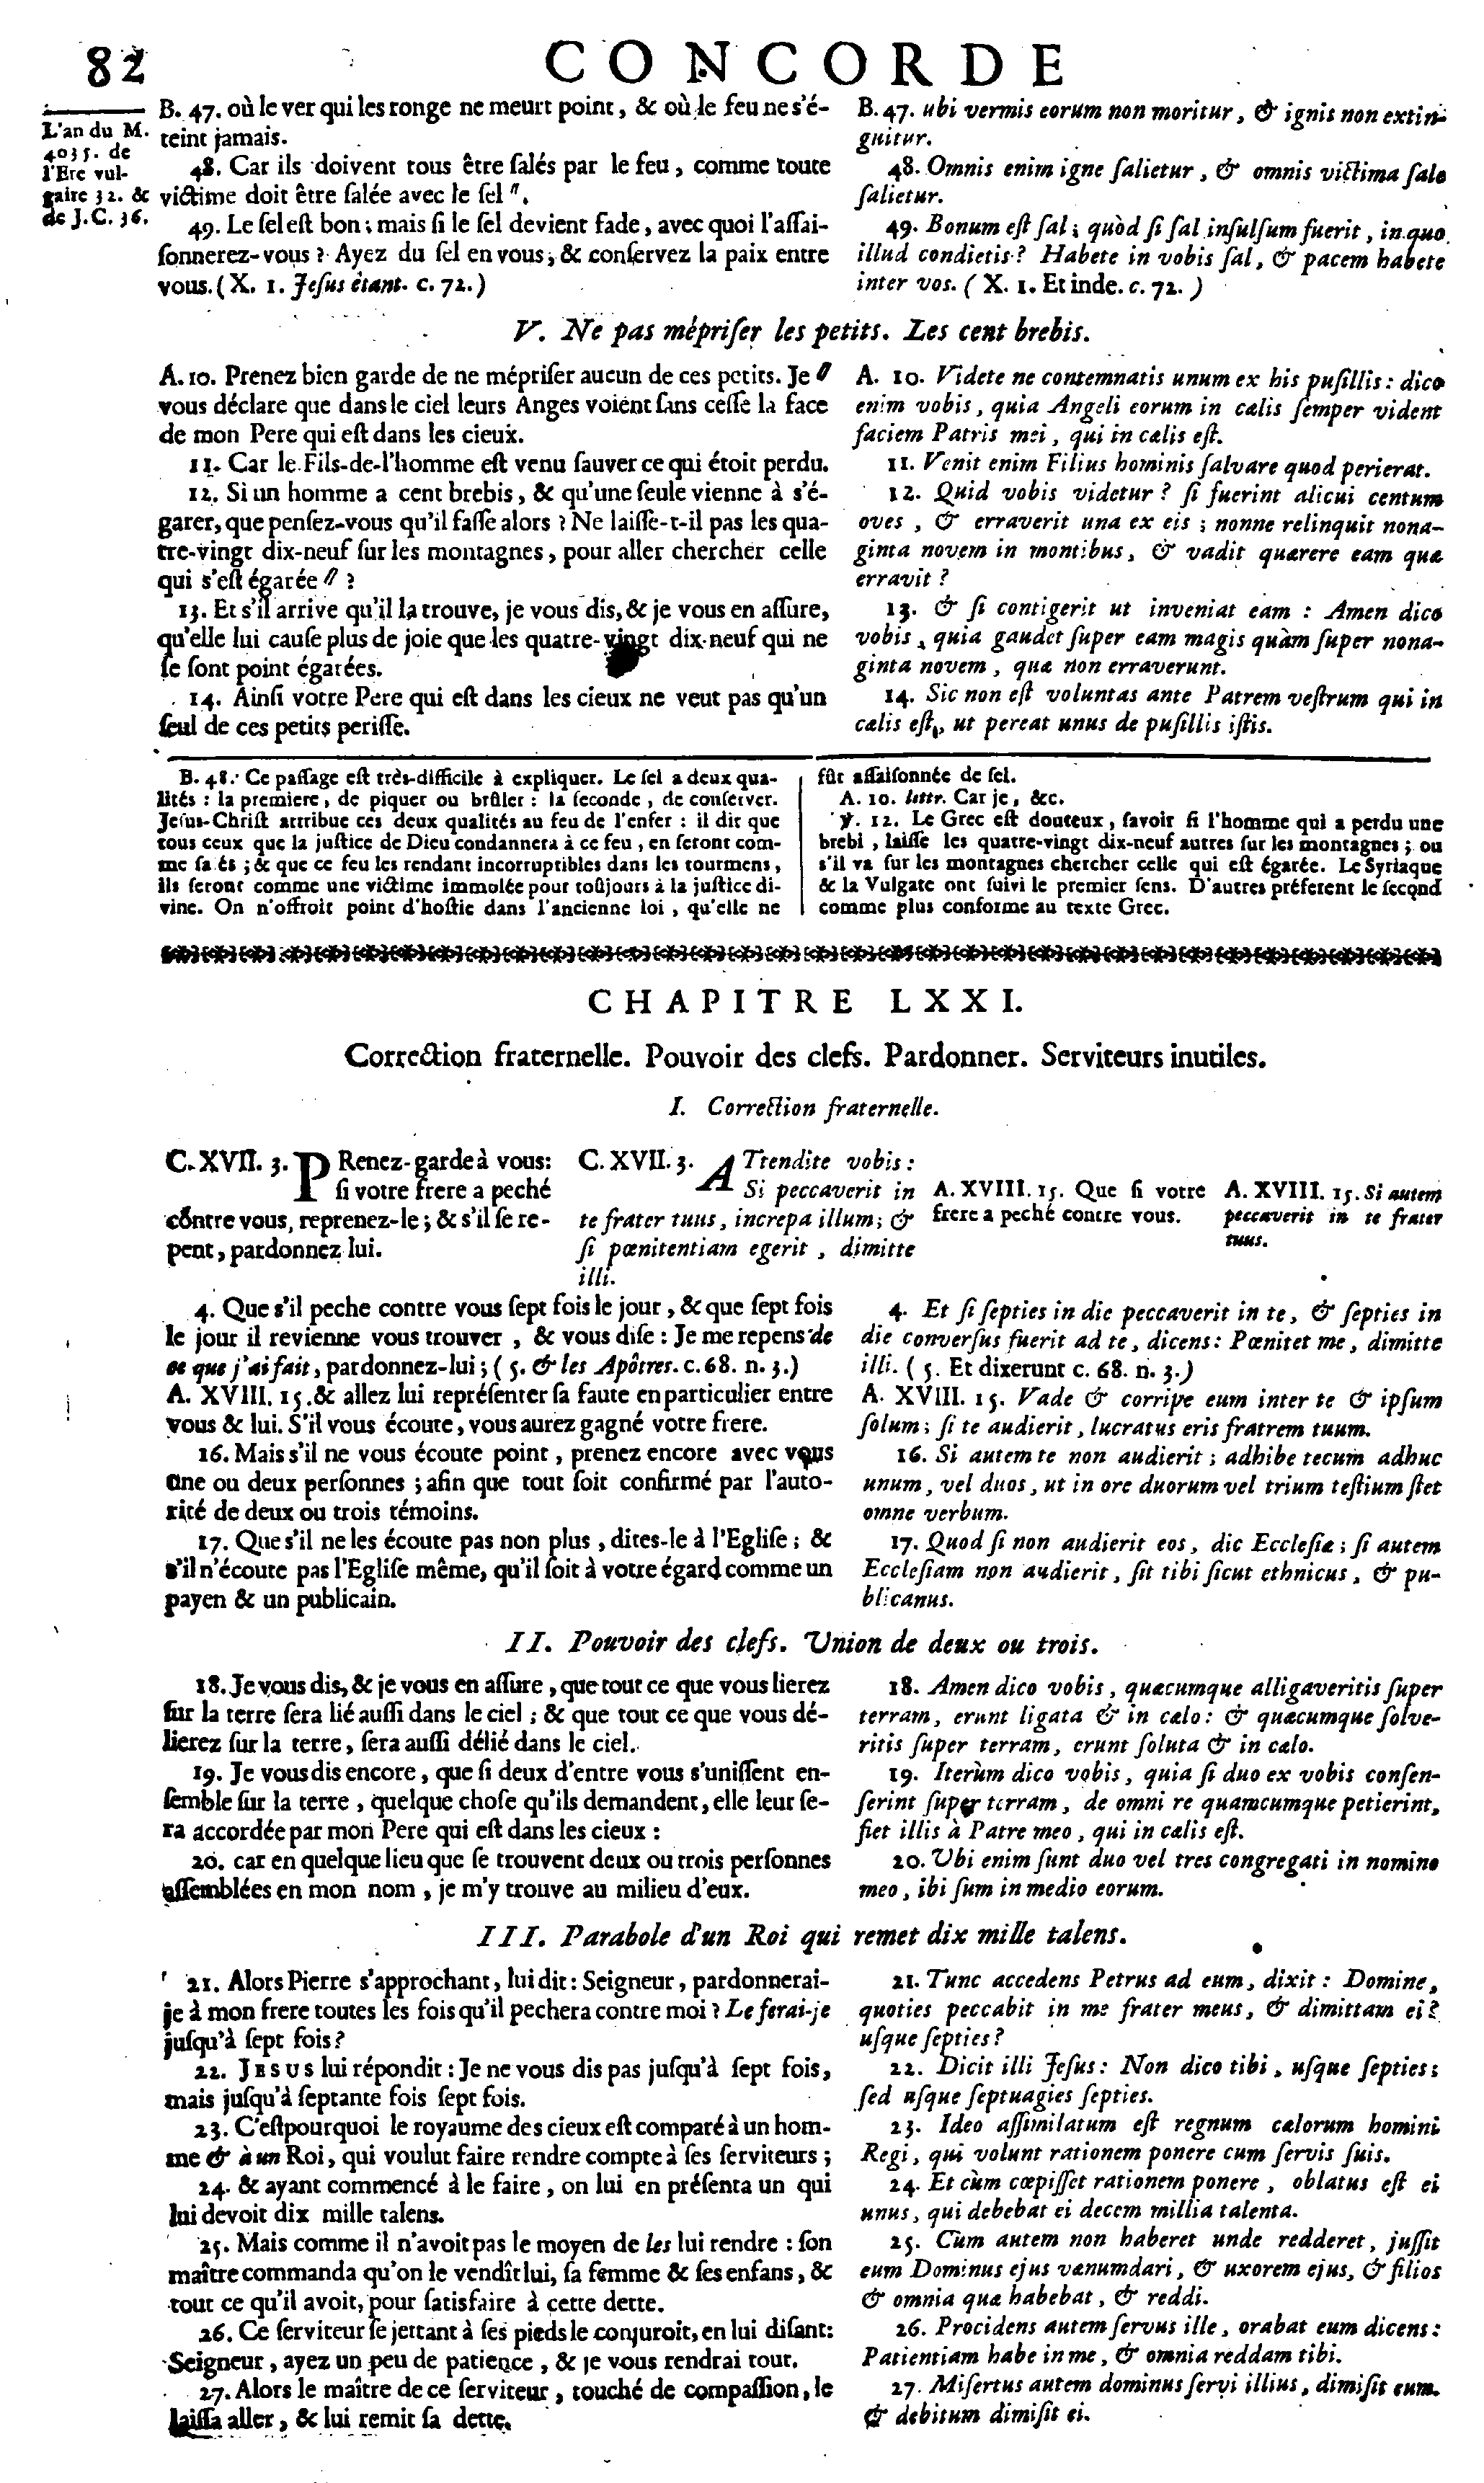 82
CONCORDE
L'an du M.
4035. de
l'Ere vul-
gaire 32. &
de J.C. 36.
B. 47. où le ver qui les ronge ne meurt point, & où le feu ne s'é-
teint jamais.
48. Car ils doivent tous être ſalés par le feu, comme toute
victime doit être ſalée avec le ſel ".
49. Le ſel eſt bon ; mais ſi le ſel devient fade, avec quoi l'aſſai-
ſonnerez-vous ? Ayez du ſel en vous, & conſervez la paix entre
vous. (X. 1. Jeſus étant. c. 72.)
B. 47. ubi vermis eorum non moritur, & ignis non extin-
guitur.
48. Omnis enim igne ſalietur, & omnis victima ſale
ſalietur.
49. Bonum eſt ſal ; quòd ſi ſal inſulſum fuerit, in quo
illud condietis ? Habete in vobis ſal, & pacem habete
inter vos. (X. 1. Et inde. c. 72.)
V. Ne pas mépriſer les petits. Les cent brebis.
A. 10. Prenez bien garde de ne mépriſer aucun de ces petits. Je "
vous déclare que dans le ciel leurs Anges voient ſans ceſſe la face
de mon Pere qui eſt dans les cieux.
11. Car le Fils-de-l'homme eſt venu ſauver ce qui étoit perdu.
12. Si un homme a cent brebis, & qu'une ſeule vienne à s'é-
garer, que penſez-vous qu'il faſſe alors ? Ne laiſſe-t-il pas les qua-
tre-vingt dix-neuf ſur les montagnes, pour aller chercher celle
qui s'eſt égarée " ?
13. Et s'il arrive qu'il la trouve, je vous dis, & je vous en aſſure,
qu'elle lui cauſe plus de joie que les quatre-vingt dix-neuf qui ne
ſe ſont point égarées.
14. Ainſi votre Pere qui eſt dans les cieux ne veut pas qu'un
ſeul de ces petits periſſe.
A. 10. Videte ne contemnatis unum ex his puſillis : dico
enim vobis, quia Angeli eorum in cælis ſemper vident
faciem Patris mei, qui in cælis eſt.
11. Venit enim Filius hominis ſalvare quod perierat.
12. Quid vobis videtur ? ſi fuerint alicui centum
oves, & erraverit una ex eis ; nonne relinquit nona-
ginta novem in montibus, & vadit quærere eam quæ
erravit ?
13. & ſi contigerit ut inveniat eam : Amen dico
vobis, quia gaudet ſuper eam magis quàm ſuper nona-
ginta novem, quæ non erraverunt.
14. Sic non eſt voluntas ante Patrem veſtrum qui in
cælis eſt, ut pereat unus de puſillis iſtis.
B. 48. Ce paſſage eſt très-difficile à expliquer. Le ſel a deux qua-
lités : la premiere, de piquer ou brûler : la ſeconde, de conſerver.
Jeſus-Chriſt attribue ces deux qualités au feu de l'enfer : il dit que
tous ceux que la juſtice de Dieu condannera à ce feu, en ſeront com-
me ſalés ; & que ce feu les rendant incorruptibles dans les tourmens,
ils ſeront comme une victime immolée pour toûjours à la juſtice di-
vine. On n'offroit point d'hoſtie dans l'ancienne loi, qu'elle ne
fût aſſaiſonnée de ſel.
A. 10. lettr. Car je, &c.
℣. 12. Le Grec eſt douteux, ſavoir ſi l'homme qui a perdu une
brebi, laiſſe les quatre-vingt dix-neuf autres ſur les montagnes ; ou
s'il va ſur les montagnes chercher celle qui eſt égarée. Le Syriaque
& la Vulgate ont ſuivi le premier ſens. D'autres préferent le ſecond
comme plus conforme au texte Grec.
CHAPITRE LXXI.
Correction fraternelle. Pouvoir des clefs. Pardonner. Serviteurs inutiles.
I. Correction fraternelle.
C. XVII. 3. PRenez-garde à vous :
ſi votre frere a peché
contre vous, reprenez-le ; & s'il ſe re-
pent, pardonnez lui.
C. XVII. 3. ATtendite vobis :
Si peccaverit in
te frater tuus, increpa illum ; &
ſi pœnitentiam egerit, dimitte
illi.
A. XVIII. 15. Que ſi votre
frere a peché contre vous.
A. XVIII. 15. Si autem
peccaverit in te frater
tuus.
4. Que s'il peche contre vous ſept fois le jour, & que ſept fois
le jour il revienne vous trouver, & vous diſe : Je me repens de
ce que j'ai fait, pardonnez-lui ; (5. & les Apôtres. c. 68. n. 3.)
A. XVIII. 15. & allez lui repréſenter ſa faute en particulier entre
vous & lui. S'il vous écoute, vous aurez gagné votre frere.
16. Mais s'il ne vous écoute point, prenez encore avec vous
une ou deux perſonnes ; afin que tout ſoit confirmé par l'auto-
rité de deux ou trois témoins.
17. Que s'il ne les écoute pas non plus, dites-le à l'Egliſe ; &
s'il n'écoute pas l'Egliſe même, qu'il ſoit à votre égard comme un
payen & un publicain.
4. Et ſi ſepties in die peccaverit in te, & ſepties in
die converſus fuerit ad te, dicens : Pœnitet me, dimitte
illi. (5. Et dixerunt c. 68. n. 3.)
A. XVIII. 15. Vade & corripe eum inter te & ipſum
ſolum ; ſi te audierit, lucratus eris fratrem tuum.
16. Si autem te non audierit ; adhibe tecum adhuc
unum, vel duos, ut in ore duorum vel trium teſtium ſtet
omne verbum.
17. Quod ſi non audierit eos, dic Eccleſiæ ; ſi autem
Eccleſiam non audierit, ſit tibi ſicut ethnicus, & pu-
blicanus.
II. Pouvoir des clefs. Union de deux ou trois.
18. Je vous dis, & je vous en aſſure, que tout ce que vous lierez
ſur la terre ſera lié auſſi dans le ciel ; & que tout ce que vous dé-
lierez ſur la terre, ſera auſſi délié dans le ciel.
19. Je vous dis encore, que ſi deux d'entre vous s'uniſſent en-
ſemble ſur la terre, quelque choſe qu'ils demandent, elle leur ſe-
ra accordée par mon Pere qui eſt dans les cieux :
20. car en quelque lieu que ſe trouvent deux ou trois perſonnes
aſſemblées en mon nom, je m'y trouve au milieu d'eux.
18. Amen dico vobis, quæcumque alligaveritis ſuper
terram, erunt ligata & in cælo : & quæcumque ſolve-
ritis ſuper terram, erunt ſoluta & in cælo.
19. Iterùm dico vobis, quia ſi duo ex vobis conſen-
ſerint ſuper terram, de omni re quamcumque petierint,
fiet illis à Patre meo, qui in cælis eſt.
20. Ubi enim ſunt duo vel tres congregati in nomine
meo, ibi ſum in medio eorum.
III. Parabole d'un Roi qui remet dix mille talens.
21. Alors Pierre s'approchant, lui dit : Seigneur, pardonnerai-
je à mon frere toutes les fois qu'il pechera contre moi ? Le ferai-je
juſqu'à ſept fois ?
22. JESUS lui répondit : Je ne vous dis pas juſqu'à ſept fois,
mais juſqu'à ſeptante fois ſept fois.
23. C'eſtpourquoi le royaume des cieux eſt comparé à un hom-
me & à un Roi, qui voulut faire rendre compte à ſes ſerviteurs ;
24. & ayant commencé à le faire, on lui en préſenta un qui
lui devoit dix mille talens.
25. Mais comme il n'avoit pas le moyen de les lui rendre : ſon
maître commanda qu'on le vendît lui, ſa femme & ſes enfans, &
tout ce qu'il avoit, pour ſatisfaire à cette dette.
26. Ce ſerviteur ſe jettant à ſes pieds le conjuroit, en lui diſant :
Seigneur, ayez un peu de patience, & je vous rendrai tout.
27. Alors le maître de ce ſerviteur, touché de compaſſion, le
laiſſa aller, & lui remit ſa dette.
21. Tunc accedens Petrus ad eum, dixit : Domine,
quoties peccabit in me frater meus, & dimittam ei ?
uſque ſepties ?
22. Dicit illi Jeſus : Non dico tibi, uſque ſepties ;
ſed uſque ſeptuagies ſepties.
23. Ideo aſſimilatum eſt regnum cælorum homini
Regi, qui volunt rationem ponere cum ſervis ſuis.
24. Et cùm cœpiſſet rationem ponere, oblatus eſt ei
unus, qui debebat ei decem millia talenta.
25. Cùm autem non haberet unde redderet, juſſit
eum Dominus ejus vænumdari, & uxorem ejus, & filios
& omnia quæ habebat, & reddi.
26. Procidens autem ſervus ille, orabat eum dicens :
Patientiam habe in me, & omnia reddam tibi.
27. Miſertus autem dominus ſervi illius, dimiſit eum,
& debitum dimiſit ei.